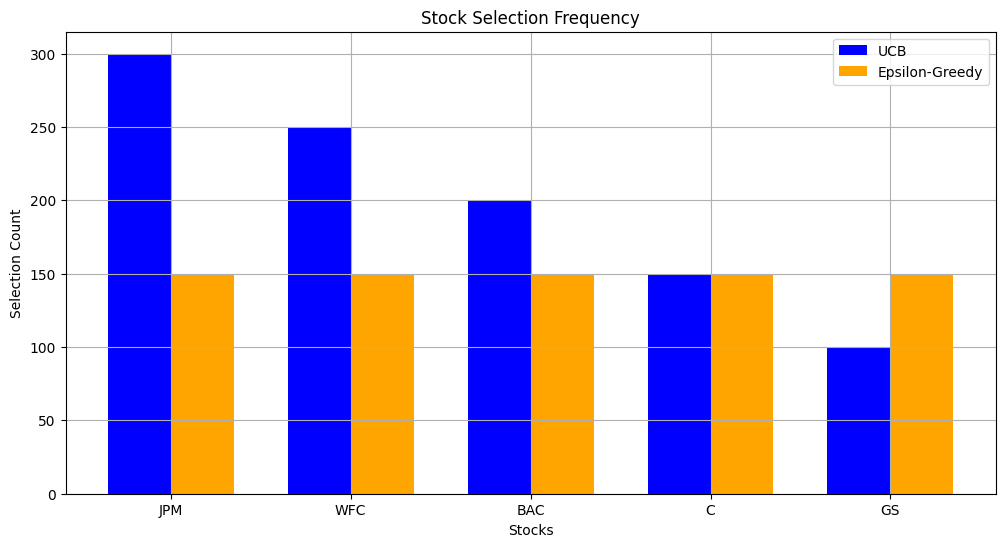 Stock Selection Frequency
UCB
Epsilon-Greedy
Selection Count
300
250
200
150
100
50
0
JPM WFC BAC C GS
Stocks